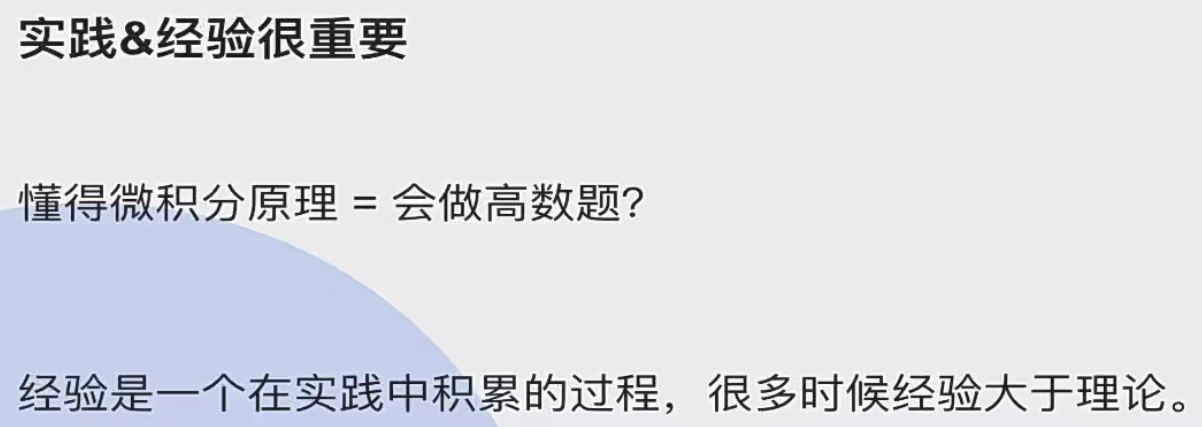 实践&经验很重要
懂得微积分原理 = 会做高数题?
经验是一个在实践中积累的过程，很多时候经验大于理论。